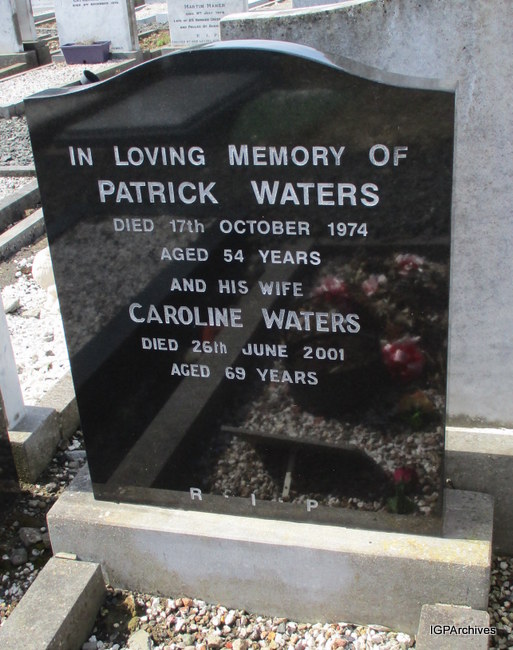 IN LOVING MEMORY OF
PATRICK WATERS
DIED 17th OCTOBER 1974
AGED 54 YEARS
AND HIS WIFE
CAROLINE WATERS
DIED 26th JUNE 2001
AGED 69 YEARS
R I P
IGPArchives